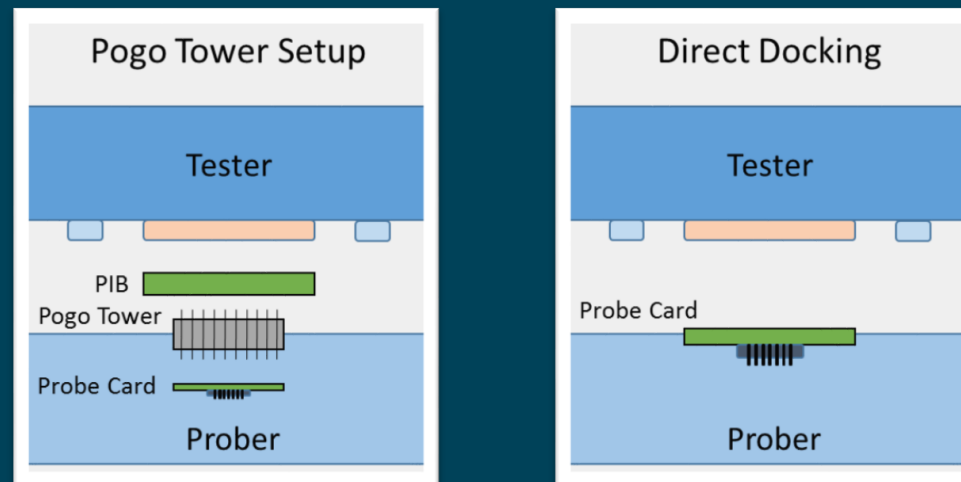 Pogo Tower Setup
Tester
PIB
Pogo Tower
Probe Card
Prober
Direct Docking
Tester
Probe Card
Prober